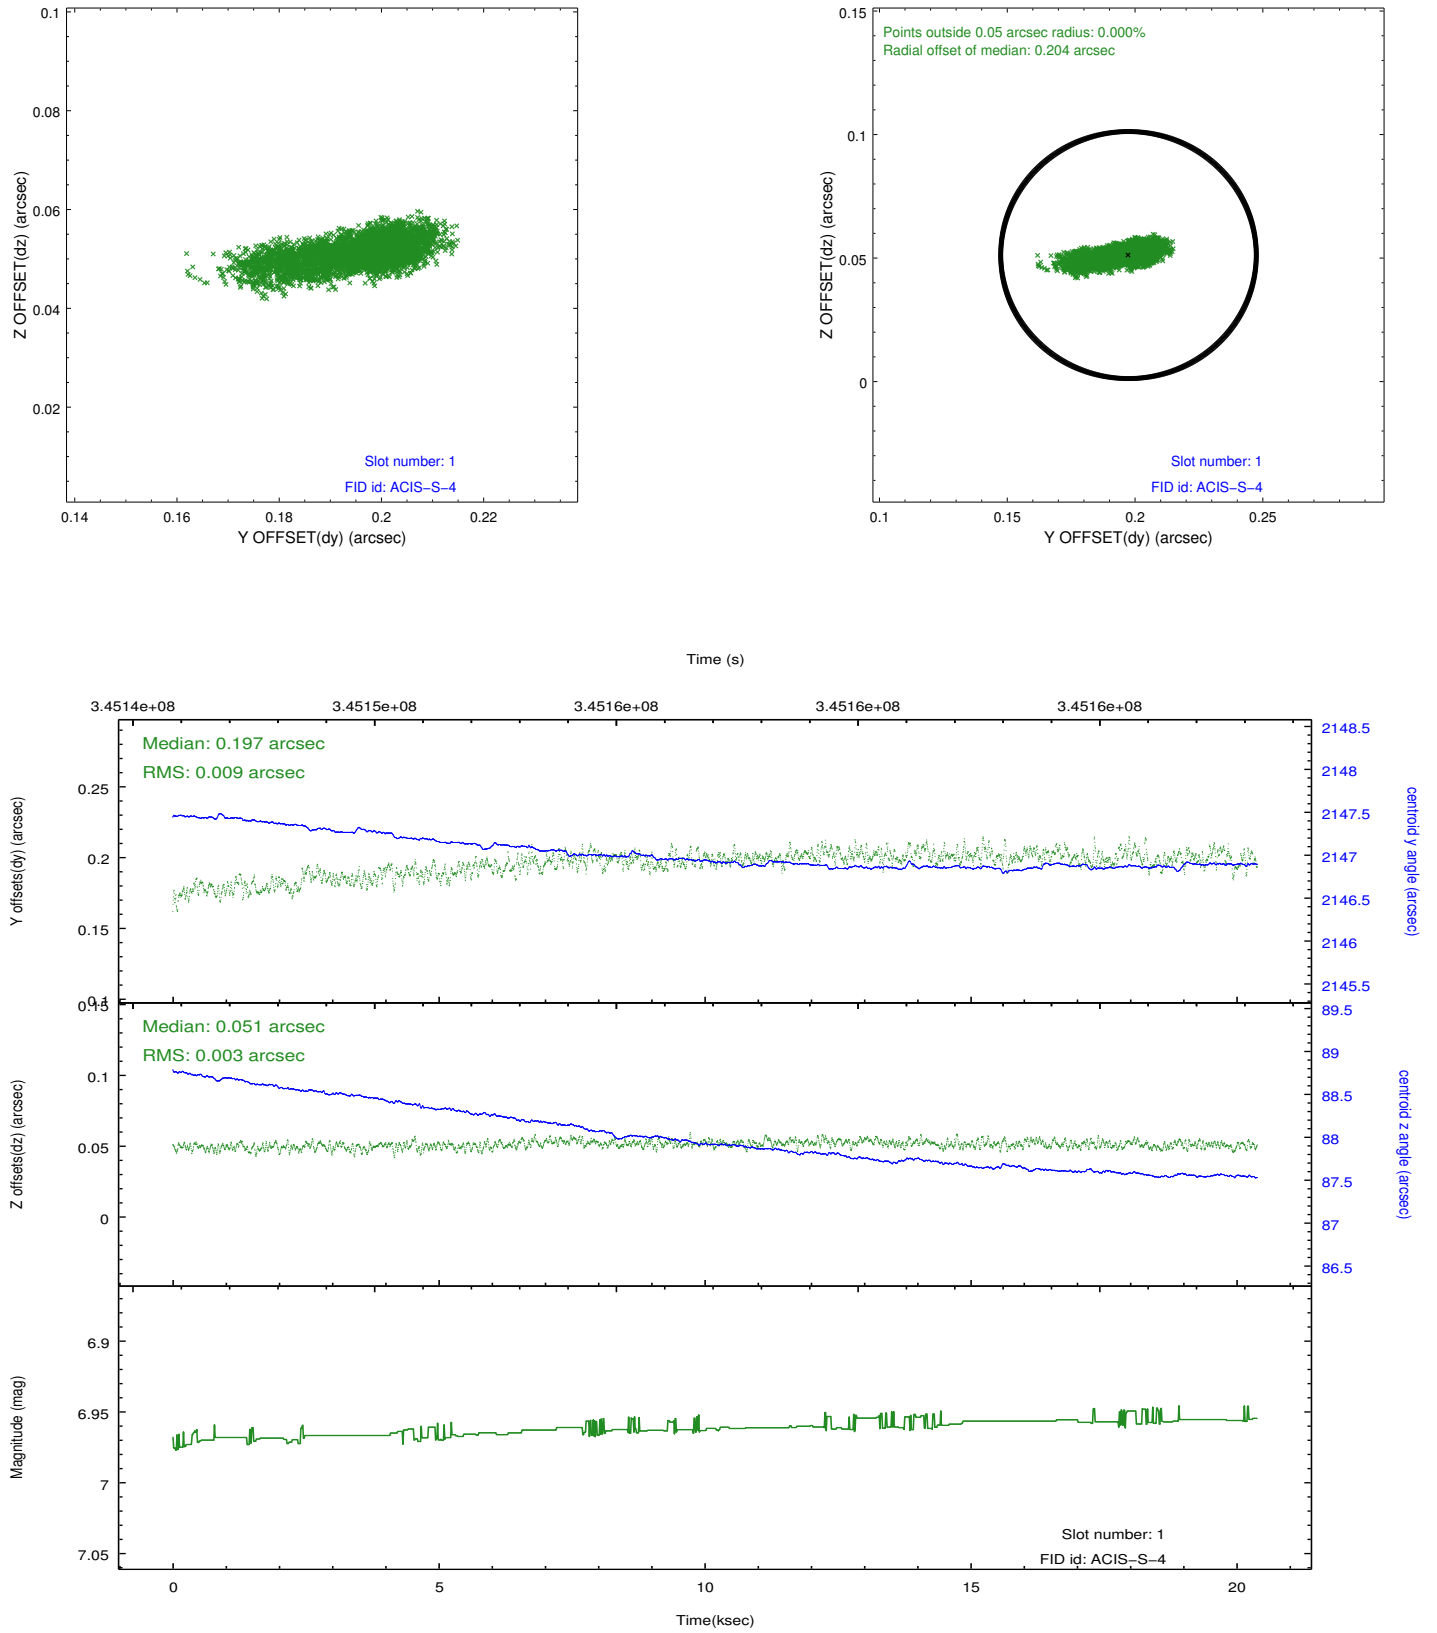 0.1
0.08
0.06
0.04
0.02
Z OFFSET(dz) (arcsec)
0.14 0.16 0.18 0.2 0.22
Y OFFSET(dy) (arcsec)
Slot number: 1
FID id: ACIS−S−4
0.15
0.1
0.05
0
Z OFFSET(dz) (arcsec)
Points outside 0.05 arcsec radius: 0.000%
Radial offset of median: 0.204 arcsec
Slot number: 1
FID id: ACIS−S−4
0.1 0.15 0.2 0.25
Y OFFSET(dy) (arcsec)
Time (s)
3.4514e+08 3.4515e+08 3.4516e+08 3.4516e+08 3.4516e+08
Median: 0.197 arcsec
RMS: 0.009 arcsec
0.25
0.2
0.15
0.1
Y offsets(dy) (arcsec)
2148.5
2148
2147.5
2147
2146.5
2146
2145.5
centroid y angle (arcsec)
Median: 0.051 arcsec
RMS: 0.003 arcsec
0.15
0.1
0.05
0
Z offsets(dz) (arcsec)
89.5
89
88.5
88
87.5
87
86.5
centroid z angle (arcsec)
6.9
6.95
7
7.05
Magnitude (mag)
Slot number: 1
FID id: ACIS−S−4
0 5 10 15 20
Time(ksec)